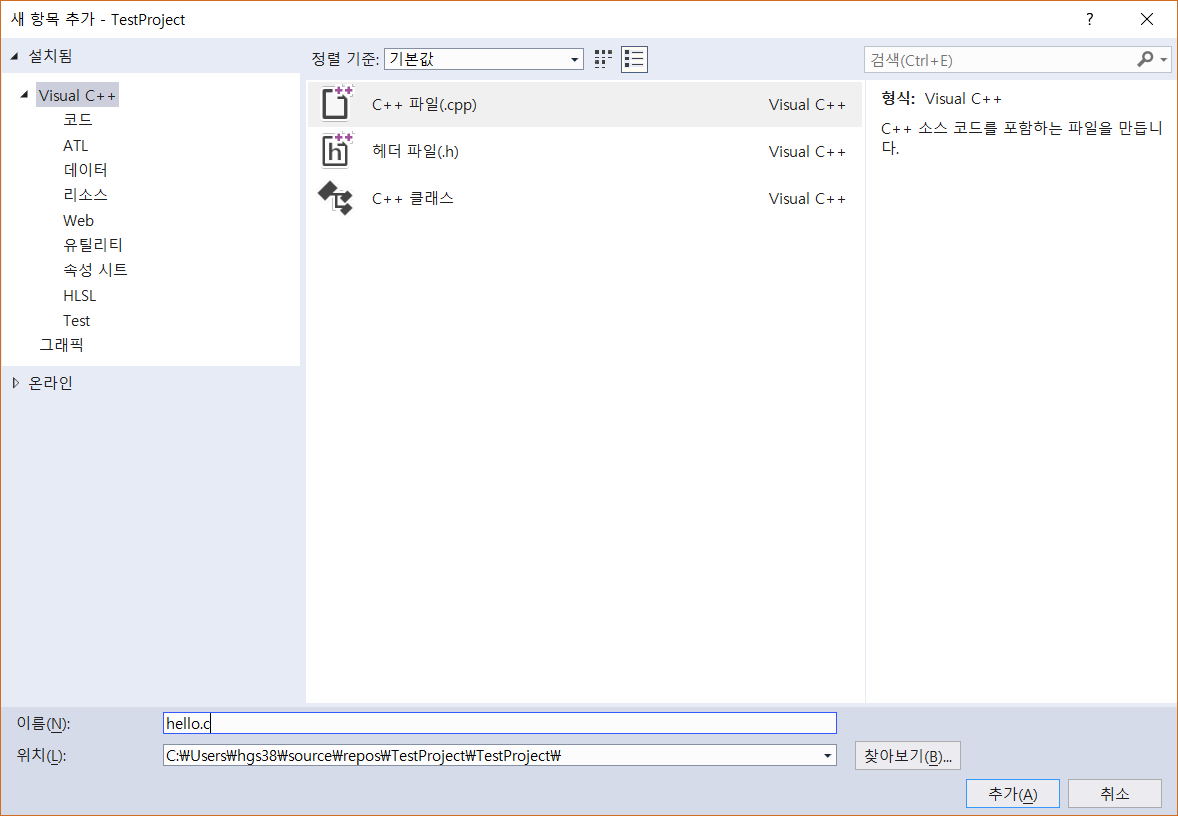 새 항목 추가 - TestProject
?
설치됨
정렬 기준: 기본값
검색(Ctrl+E)
Visual C++
코드
ATL
데이터
리소스
Web
유틸리티
속성 시트
HLSL
Test
그래픽
온라인
C++ 파일(.cpp) Visual C++
헤더 파일(.h) Visual C++
C++ 클래스 Visual C++
형식: Visual C++
C++ 소스 코드를 포함하는 파일을 만듭니
다.
이름(N): hello.c
위치(L): C:₩Users₩hgs38₩source₩repos₩TestProject₩TestProject₩
찾아보기(B)...
추가(A) 취소